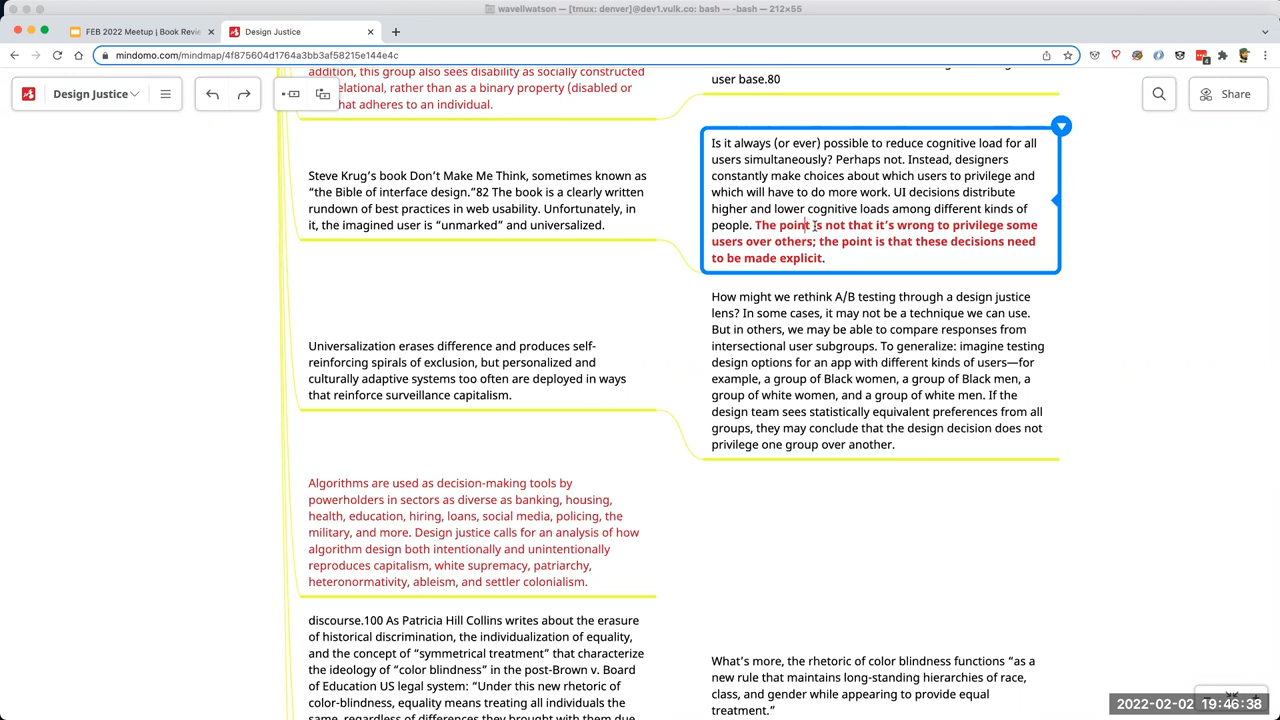 wavellwatson — [tmux: denver]@dev1.vulk.co: bash — -bash — 212×55
FEB 2022 Meetup | Book Revie
Design Justice
mindomo.com/mindmap/4f875604d1764a3bb3af58215e144e4c
Design Justice
Share
addition, this group also sees disability as socially constructed
elational, rather than as a binary property (disabled or
hat adheres to an individual.
Steve Krug's book Don't Make Me Think, sometimes known as
"the Bible of interface design."82 The book is a clearly written
rundown of best practices in web usability. Unfortunately, in
it, the imagined user is "unmarked" and universalized.
Universalization erases difference and produces self-
reinforcing spirals of exclusion, but personalized and
culturally adaptive systems too often are deployed in ways
that reinforce surveillance capitalism.
Algorithms are used as decision-making tools by
powerholders in sectors as diverse as banking, housing,
health, education, hiring, loans, social media, policing, the
military, and more. Design justice calls for an analysis of how
algorithm design both intentionally and unintentionally
reproduces capitalism, white supremacy, patriarchy,
heteronormativity, ableism, and settler colonialism.
discourse.100 As Patricia Hill Collins writes about the erasure
of historical discrimination, the individualization of equality,
and the concept of "symmetrical treatment" that characterize
the ideology of "color blindness" in the post-Brown v. Board
of Education US legal system: "Under this new rhetoric of
color-blindness, equality means treating all individuals the
same, regardless of differences they brought with them due
user base.80
Is it always (or ever) possible to reduce cognitive load for all
users simultaneously? Perhaps not. Instead, designers
constantly make choices about which users to privilege and
which will have to do more work. UI decisions distribute
higher and lower cognitive loads among different kinds of
people. The point is not that it's wrong to privilege some
users over others; the point is that these decisions need
to be made explicit.
How might we rethink A/B testing through a design justice
lens? In some cases, it may not be a technique we can use.
But in others, we may be able to compare responses from
intersectional user subgroups. To generalize: imagine testing
design options for an app with different kinds of users—for
example, a group of Black women, a group of Black men, a
group of white women, and a group of white men. If the
design team sees statistically equivalent preferences from all
groups, they may conclude that the design decision does not
privilege one group over another.
What's more, the rhetoric of color blindness functions "as a
new rule that maintains long-standing hierarchies of race,
class, and gender while appearing to provide equal
treatment."
2022-02-02 19:46:38